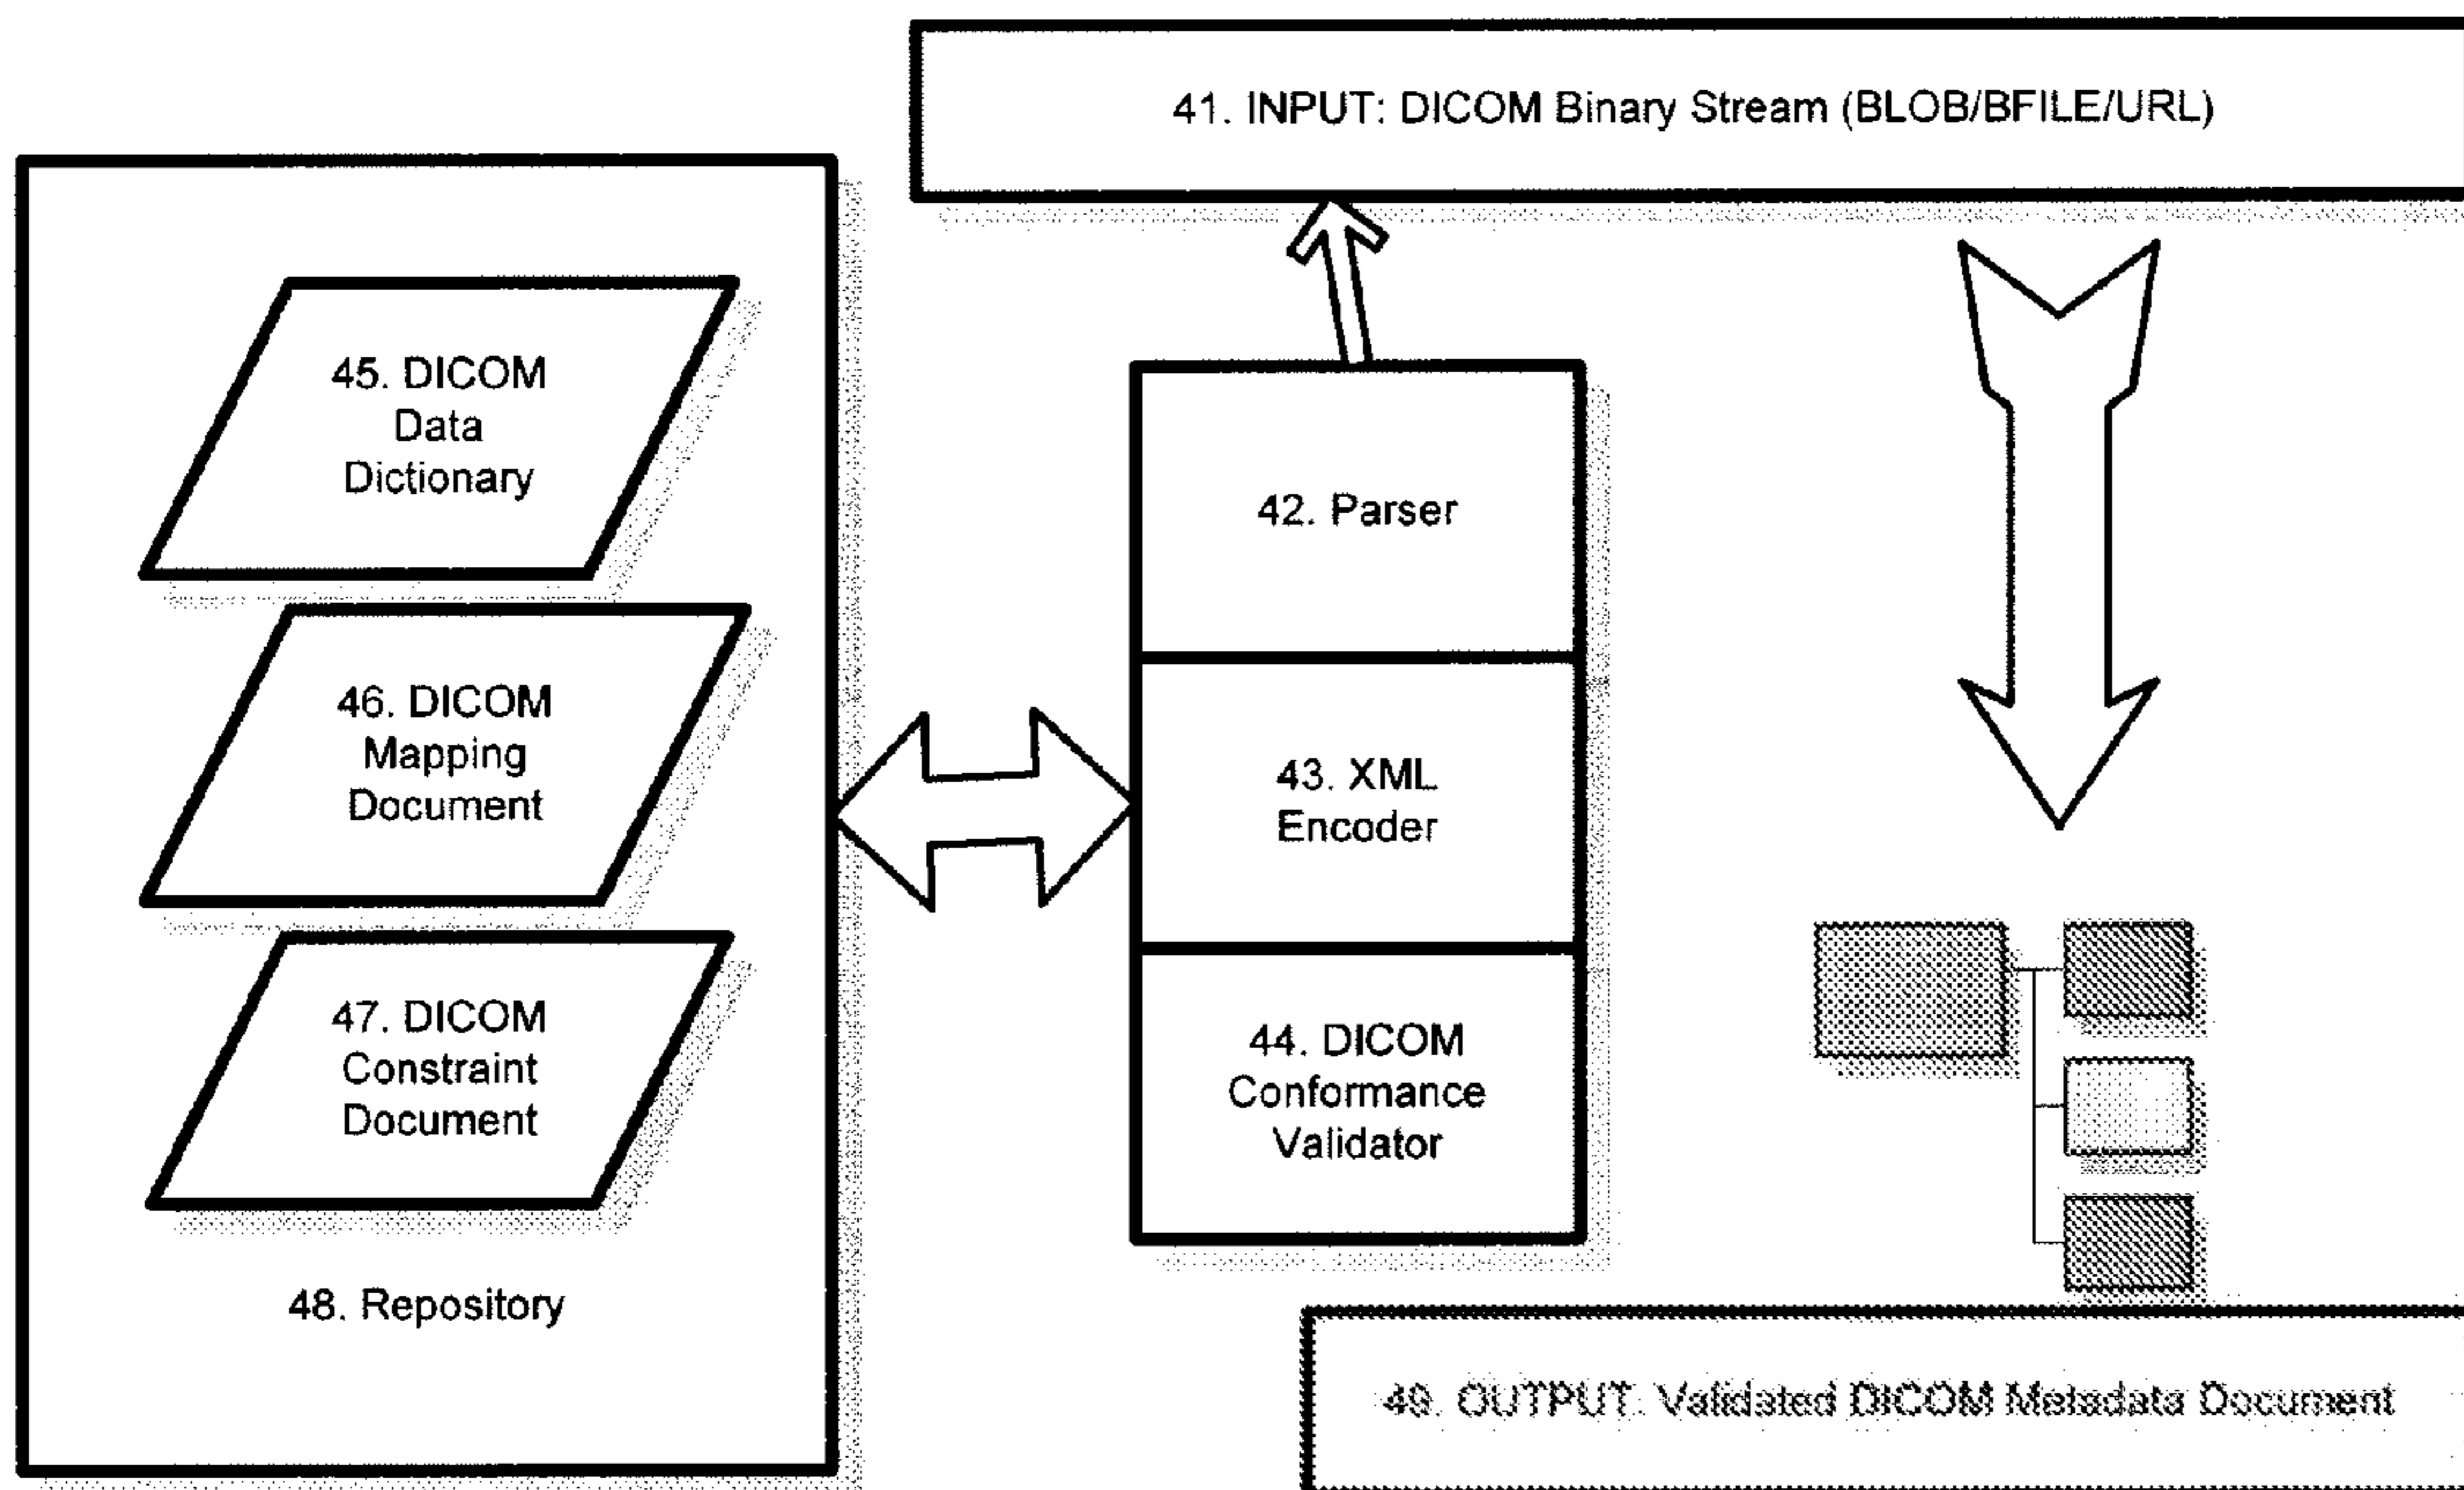 41. INPUT: DICOM Binary Stream (BLOB/BFILE/URL)
45. DICOM
Data
Dictionary
46. DICOM
Mapping
Document
47. DICOM
Constraint
Document
48. Repository
42. Parser
43. XML
Encoder
44. DICOM
Conformance
Validator
49. OUTPUT: Validated DICOM Metadata Document